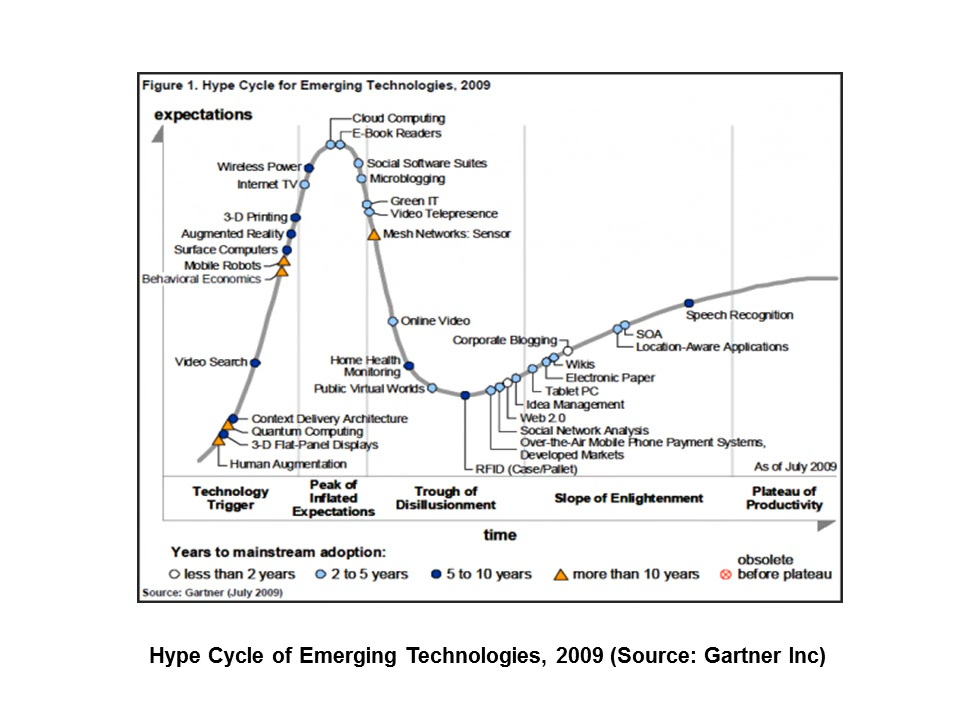 Figure 1. Hype Cycle for Emerging Technologies, 2009
expectations
Cloud Computing
E-Book Readers
Wireless Power
Social Software Suites
Internet TV
Microblogging
Green IT
3-D Printing
Video Telepresence
Augmented Reality
Mesh Networks: Sensor
Surface Computers
Mobile Robots
Behavioral Economics
Speech Recognition
Online Video
SOA
Corporate Blogging
Location-Aware Applications
Video Search
Home Health
Monitoring
Wikis
Electronic Paper
Public Virtual Worlds
Tablet PC
Idea Management
Context Delivery Architecture
Web 2.0
Quantum Computing
Social Network Analysis
3-D Flat-Panel Displays
Over-the-Air Mobile Phone Payment Systems,
Developed Markets
Human Augmentation
RFID (Case/Pallet)
As of July 2009
Technology
Trigger
Peak of
Inflated
Expectations
Trough of
Disillusionment
Slope of Enlightenment
Plateau of
Productivity
time
Years to mainstream adoption:
less than 2 years
2 to 5 years
5 to 10 years
more than 10 years
obsolete
before plateau
Source: Gartner (July 2009)
Hype Cycle of Emerging Technologies, 2009 (Source: Gartner Inc)